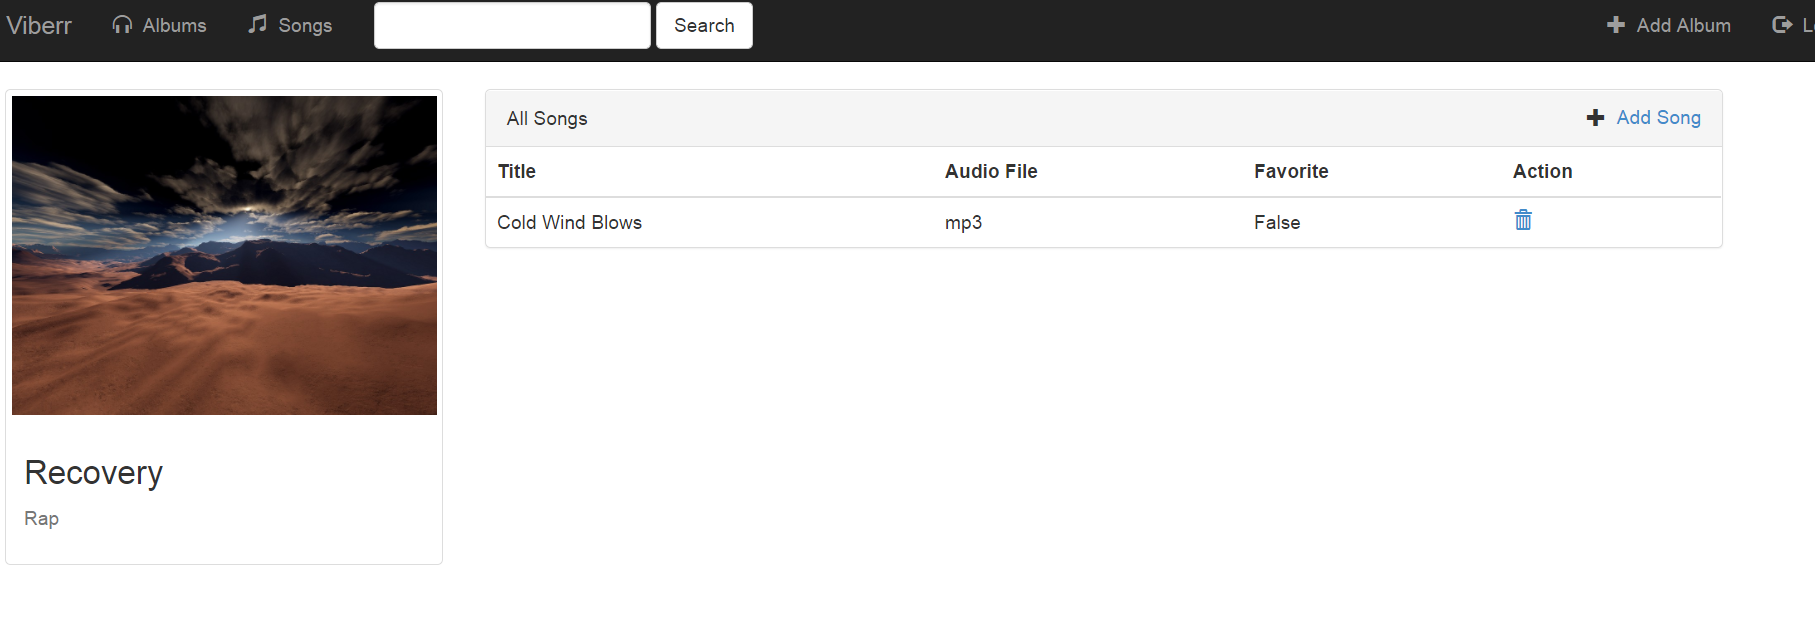 Viberr Albums Songs Search Add Album
All Songs Add Song
Title Audio File Favorite Action
Cold Wind Blows mp3 False
Recovery
Rap